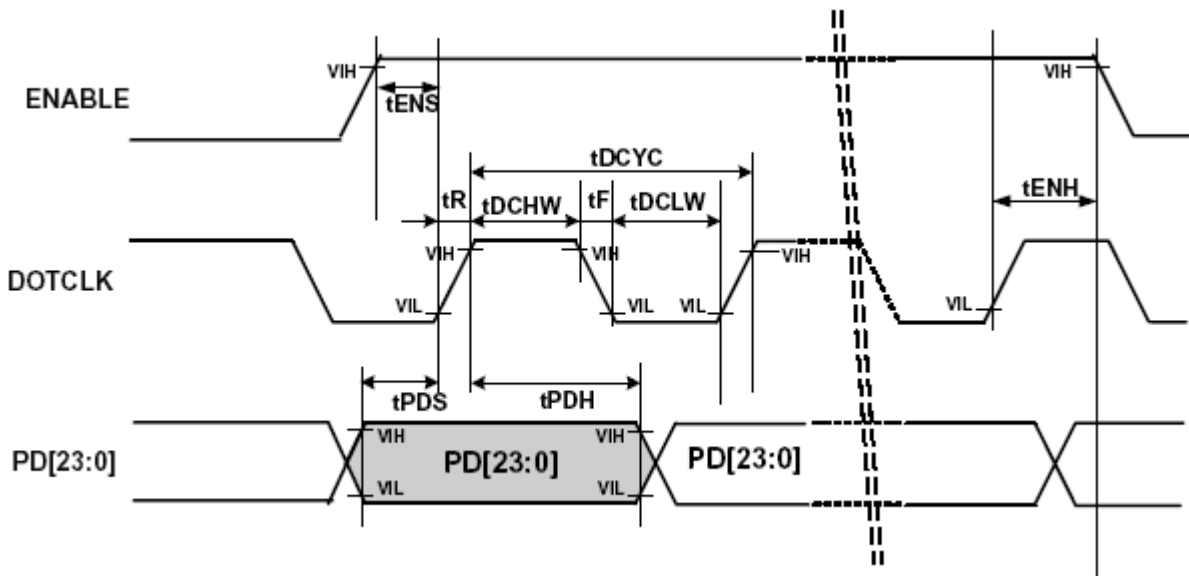 VIH VIH
ENABLE
tENS
tDCYC
tENH
tR tDCHW tF tDCLW
VIH VIH VIH
DOTCLK
VIL VIL VIL VIL
tPDS tPDH
VIH VIH
PD[23:0] PD[23:0] PD[23:0]
VIL VIL